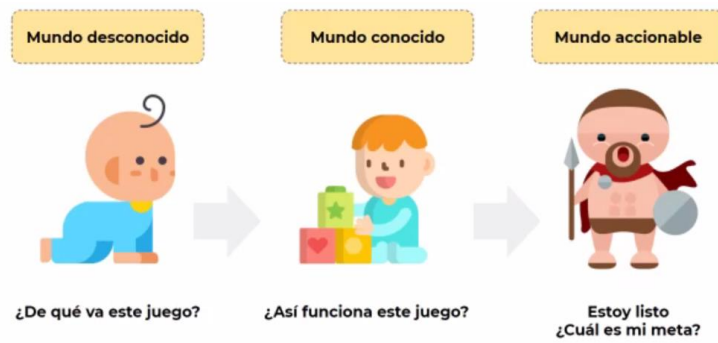 Mundo desconocido
Mundo conocido
Mundo accionable
¿De qué va este juego?
¿Así funciona este juego?
Estoy listo
¿Cuál es mi meta?